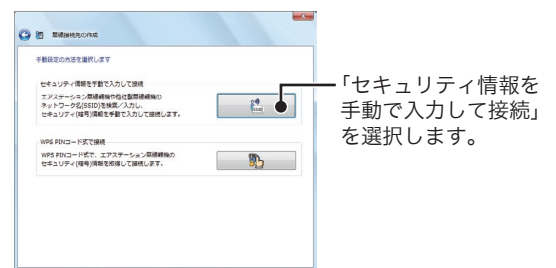 無線接続先の作成
手動設定の方法を選択します
セキュリティ情報を手動で入力して接続
エアステーション無線親機や他社製無線親機の
ネットワーク名(SSID)を検索/入力し、
セキュリティ(暗号)情報を手動で入力して接続します。
SSID
WPS PINコード式で接続
WPS PINコード式で、エアステーション無線親機の
セキュリティ(暗号)情報を取得して接続します。
「セキュリティ情報を
手動で入力して接続」
を選択します。